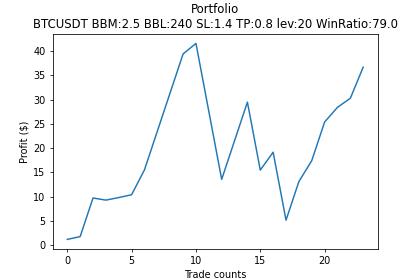 Portfolio
BTCUSDT BBM:2.5 BBL:240 SL:1.4 TP:0.8 lev:20 WinRatio:79.0
40
35
30
25
20
15
10
5
0
Profit ($)
0 5 10 15 20
Trade counts